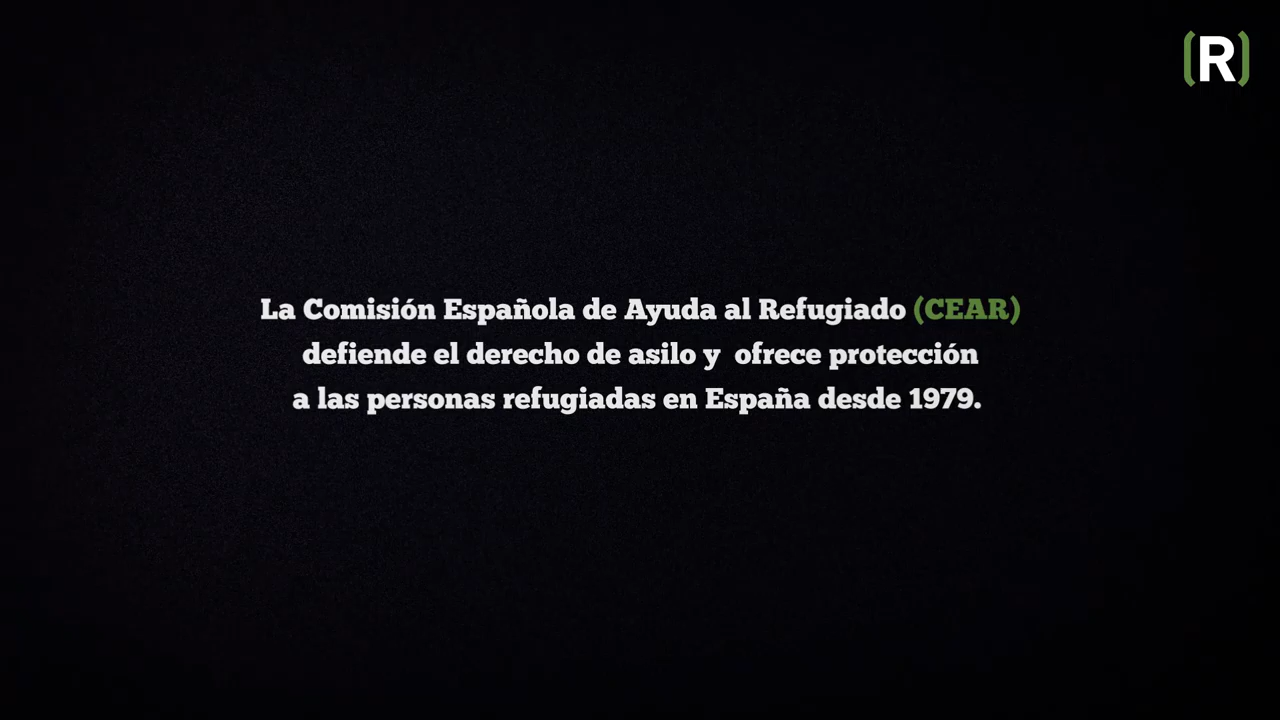 (R)
La Comisión Española de Ayuda al Refugiado (CEAR)
defiende el derecho de asilo y  ofrece protección
a las personas refugiadas en España desde 1979.